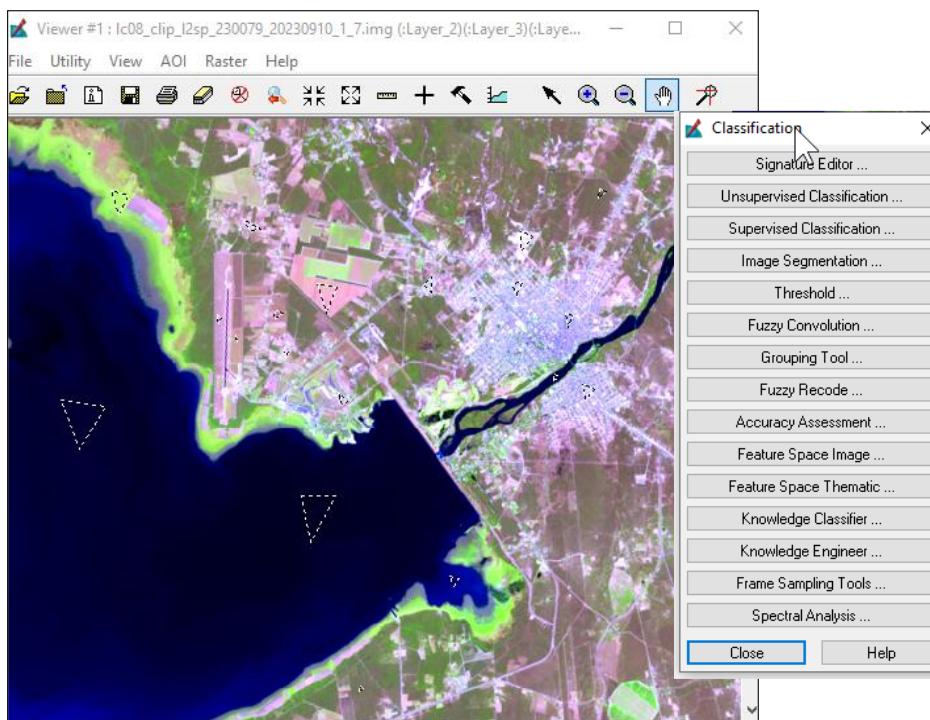 Viewer #1 : lc08_clip_l2sp_230079_20230910_1_7.img (:Layer_2)(:Layer_3)(:Laye...
File Utility View AOI Raster Help
Classification
Signature Editor ...
Unsupervised Classification ...
Supervised Classification ...
Image Segmentation ...
Threshold ...
Fuzzy Convolution ...
Grouping Tool ...
Fuzzy Recode ...
Accuracy Assessment ...
Feature Space Image ...
Feature Space Thematic ...
Knowledge Classifier ...
Knowledge Engineer ...
Frame Sampling Tools ...
Spectral Analysis ...
Close Help